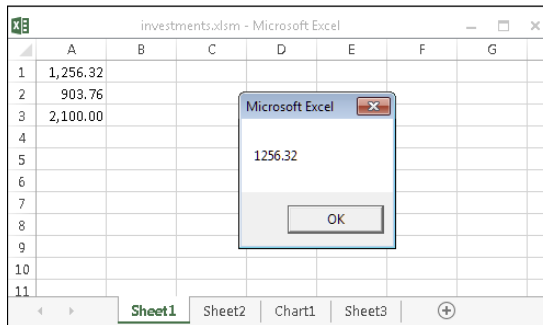 investments.xlsm - Microsoft Excel
A B C D E F G
1 1,256.32
2 903.76
3 2,100.00
4
5
6
7
8
9
10
11
Microsoft Excel
1256.32
OK
Sheet1 Sheet2 Chart1 Sheet3